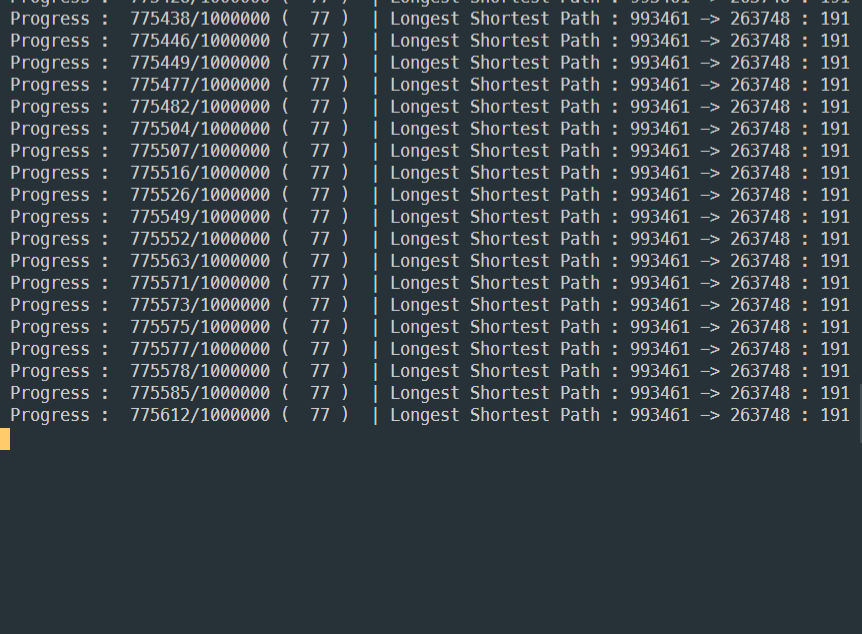 Progress :  775438/1000000 (  77 )  | Longest Shortest Path : 993461 -> 263748 : 191
Progress :  775446/1000000 (  77 )  | Longest Shortest Path : 993461 -> 263748 : 191
Progress :  775449/1000000 (  77 )  | Longest Shortest Path : 993461 -> 263748 : 191
Progress :  775477/1000000 (  77 )  | Longest Shortest Path : 993461 -> 263748 : 191
Progress :  775482/1000000 (  77 )  | Longest Shortest Path : 993461 -> 263748 : 191
Progress :  775504/1000000 (  77 )  | Longest Shortest Path : 993461 -> 263748 : 191
Progress :  775507/1000000 (  77 )  | Longest Shortest Path : 993461 -> 263748 : 191
Progress :  775516/1000000 (  77 )  | Longest Shortest Path : 993461 -> 263748 : 191
Progress :  775526/1000000 (  77 )  | Longest Shortest Path : 993461 -> 263748 : 191
Progress :  775549/1000000 (  77 )  | Longest Shortest Path : 993461 -> 263748 : 191
Progress :  775552/1000000 (  77 )  | Longest Shortest Path : 993461 -> 263748 : 191
Progress :  775563/1000000 (  77 )  | Longest Shortest Path : 993461 -> 263748 : 191
Progress :  775571/1000000 (  77 )  | Longest Shortest Path : 993461 -> 263748 : 191
Progress :  775573/1000000 (  77 )  | Longest Shortest Path : 993461 -> 263748 : 191
Progress :  775575/1000000 (  77 )  | Longest Shortest Path : 993461 -> 263748 : 191
Progress :  775577/1000000 (  77 )  | Longest Shortest Path : 993461 -> 263748 : 191
Progress :  775578/1000000 (  77 )  | Longest Shortest Path : 993461 -> 263748 : 191
Progress :  775585/1000000 (  77 )  | Longest Shortest Path : 993461 -> 263748 : 191
Progress :  775612/1000000 (  77 )  | Longest Shortest Path : 993461 -> 263748 : 191